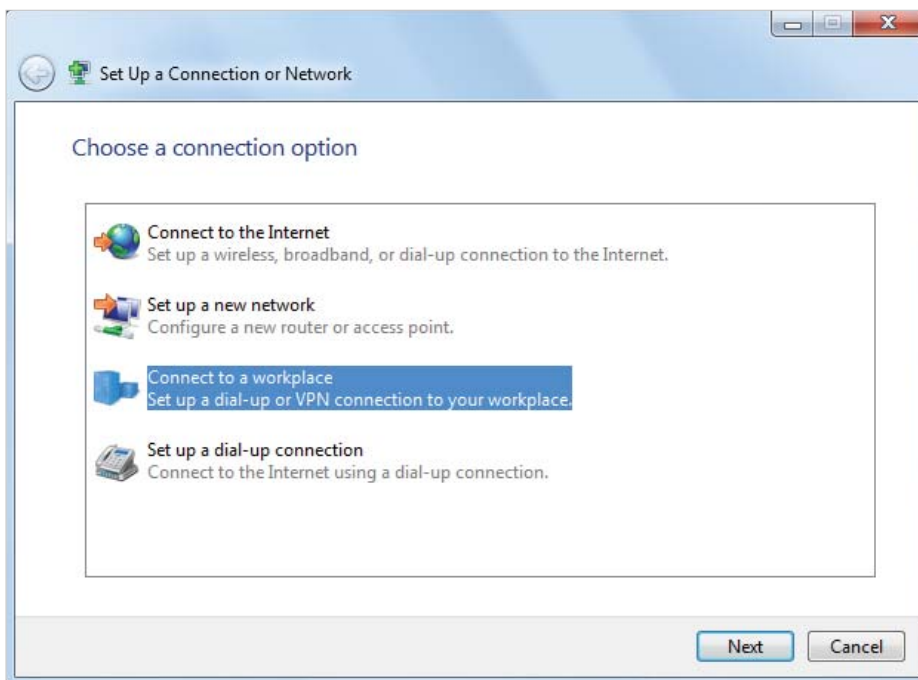 Set Up a Connection or Network
Choose a connection option
Connect to the Internet
Set up a wireless, broadband, or dial-up connection to the Internet.
Set up a new network
Configure a new router or access point.
Connect to a workplace
Set up a dial-up or VPN connection to your workplace.
Set up a dial-up connection
Connect to the Internet using a dial-up connection.
Next Cancel